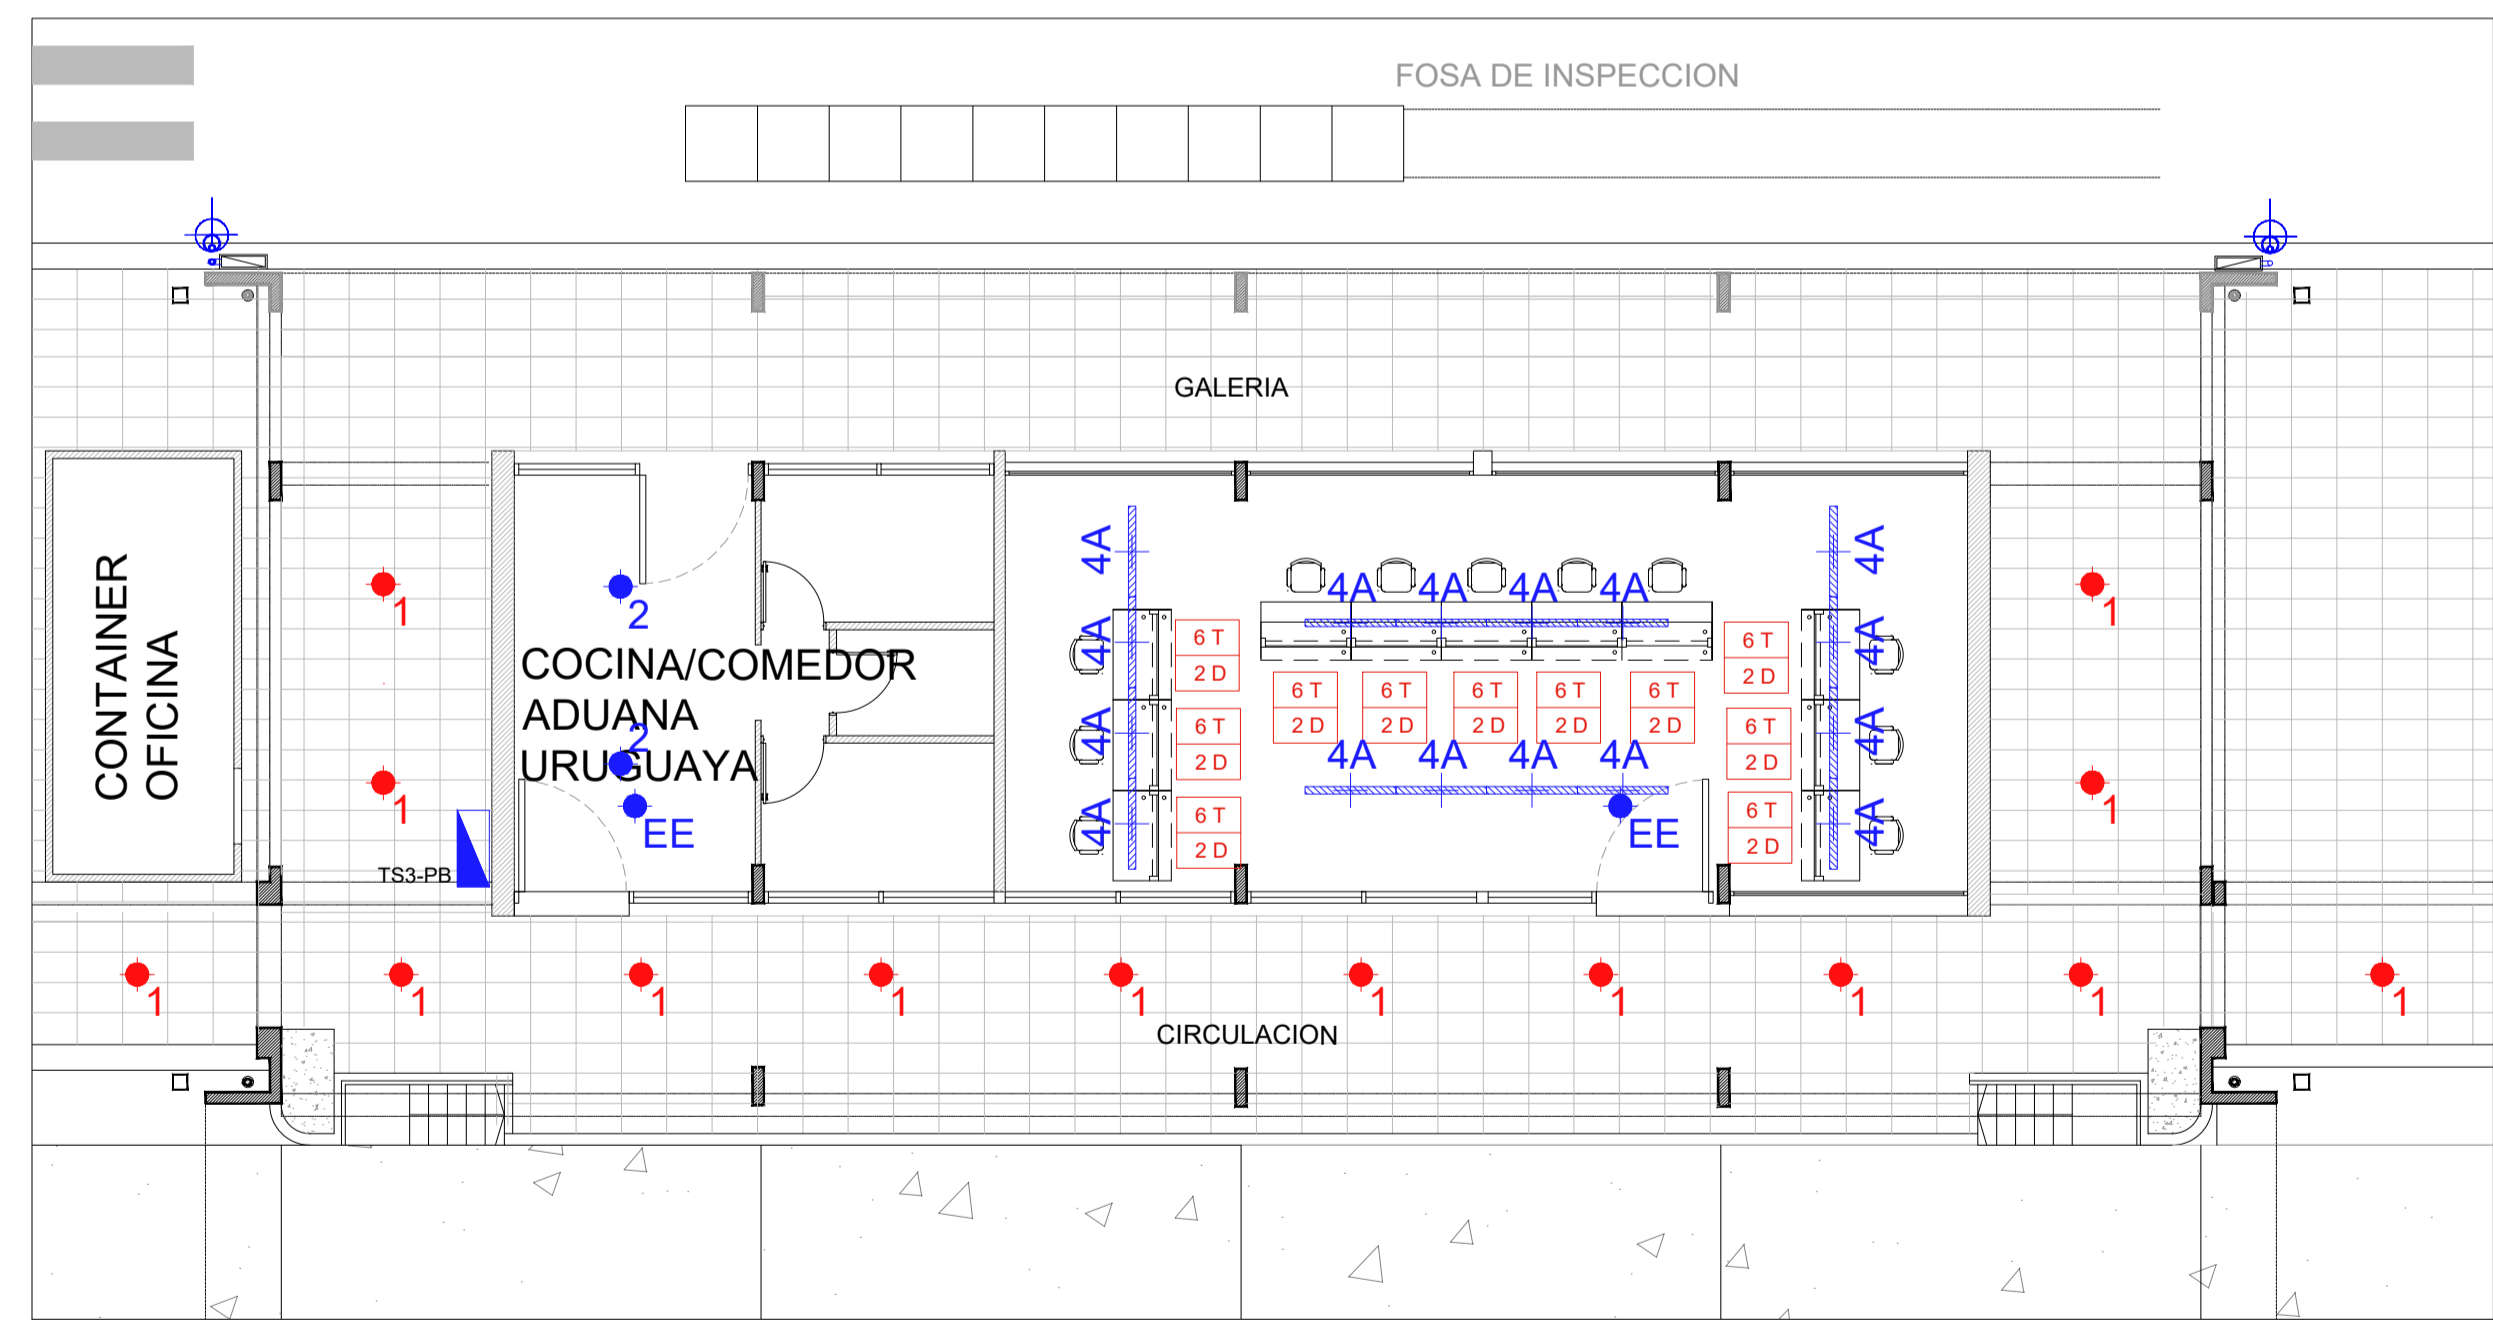 FOSA DE INSPECCION
GALERIA
CONTAINER
OFICINA
1
1
TS3-PB
2
COCINA/COMEDOR
ADUANA
URUGUAYA
2
EE
4A
4A
4A
4A
6 T
2 D
6 T
2 D
6 T
2 D
4A
4A
4A
4A
6 T
2 D
6 T
2 D
6 T
2 D
6 T
2 D
6 T
2 D
4A
4A
4A
4A
EE
6 T
2 D
6 T
2 D
6 T
2 D
4A
4A
4A
4A
1
1
1
1
1
1
1
1
1
1
1
1
CIRCULACION